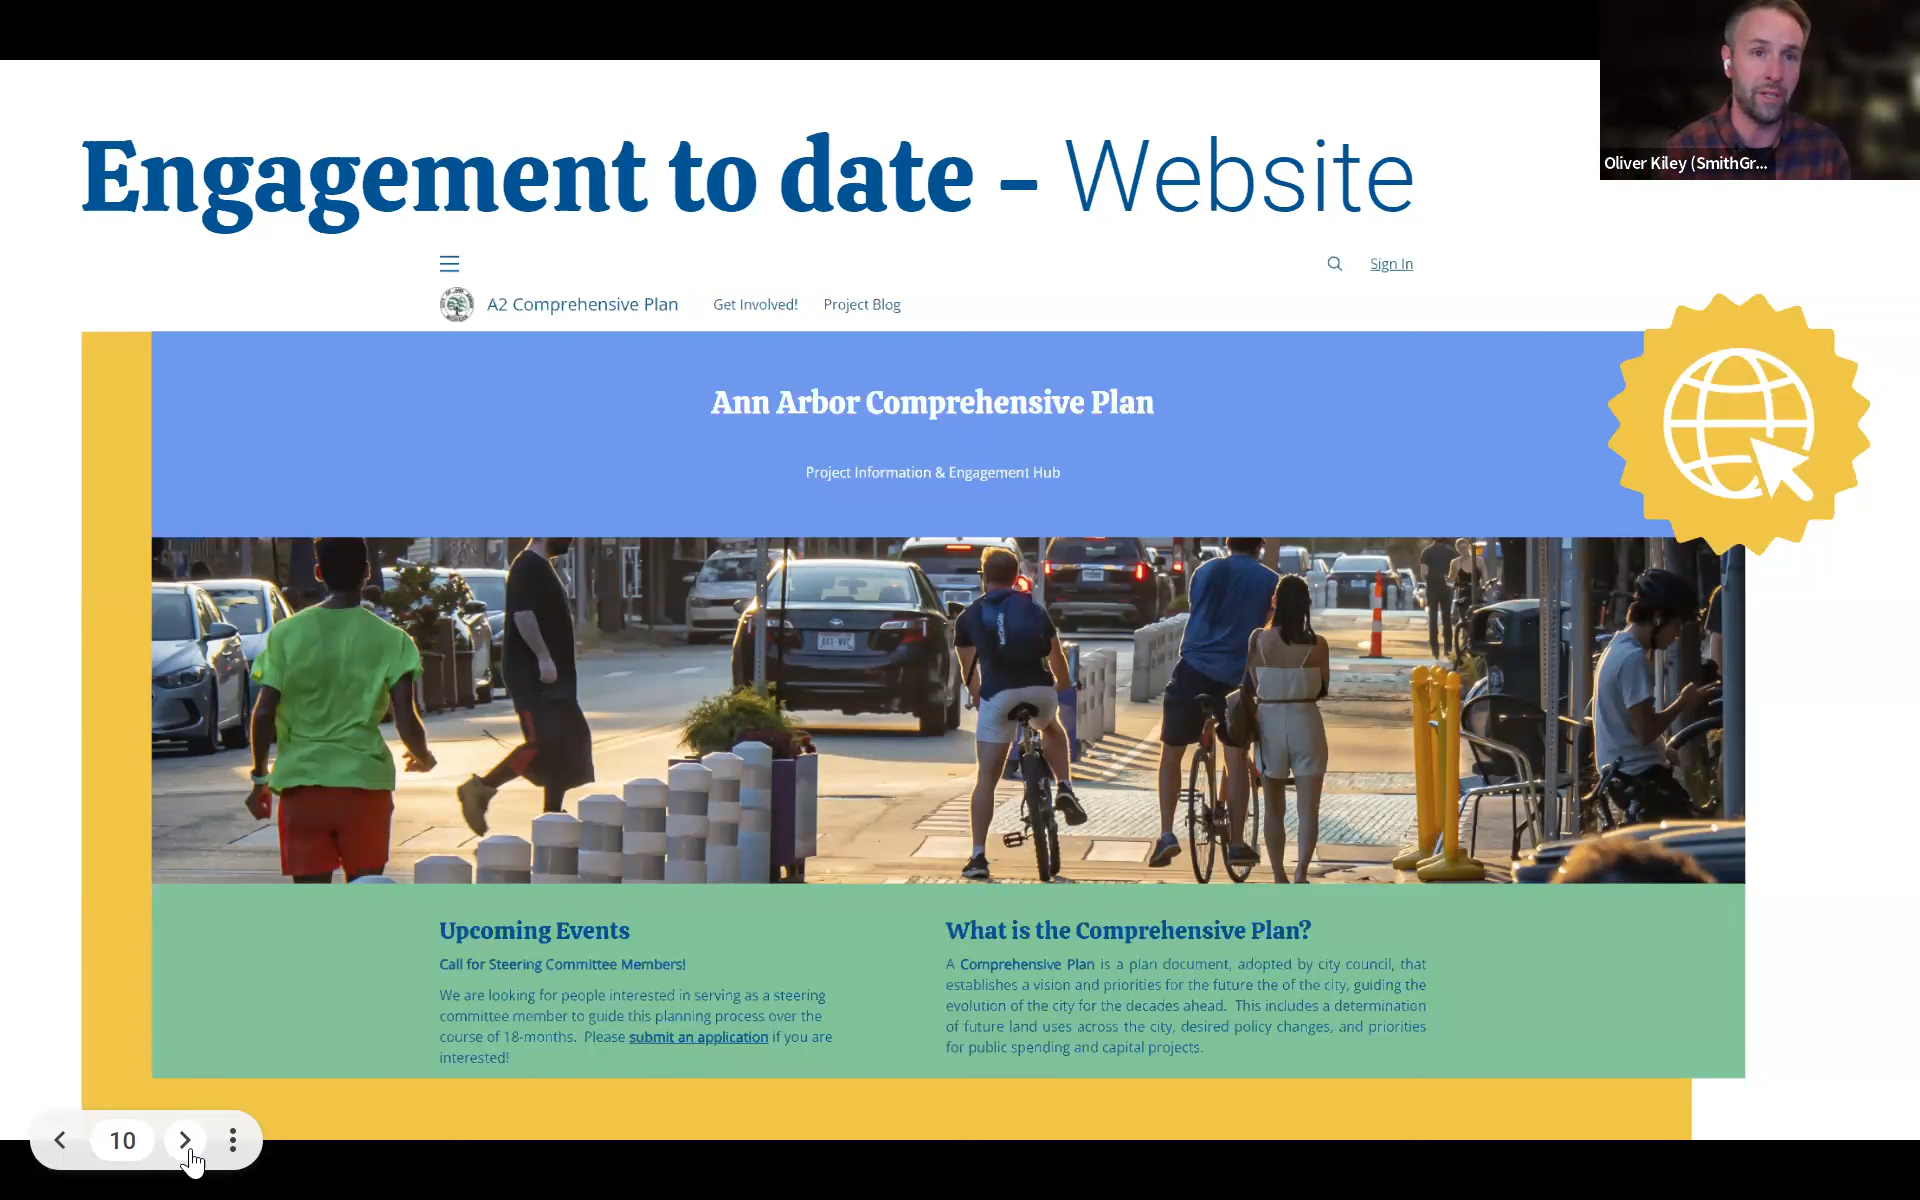 Engagement to date - Website
Oliver Kiley (SmithGr...
Sign In
A2 Comprehensive Plan
Get Involved!
Project Blog
Ann Arbor Comprehensive Plan
Project Information & Engagement Hub
MICHIGAN
Upcoming Events
Call for Steering Committee Members!
We are looking for people interested in serving as a steering
committee member to guide this planning process over the
course of 18-months. Please submit an application if you are
interested!
What is the Comprehensive Plan?
A Comprehensive Plan is a plan document, adopted by city council, that
establishes a vision and priorities for the future the of the city, guiding the
evolution of the city for the decades ahead. This includes a determination
of future land uses across the city, desired policy changes, and priorities
for public spending and capital projects.
10